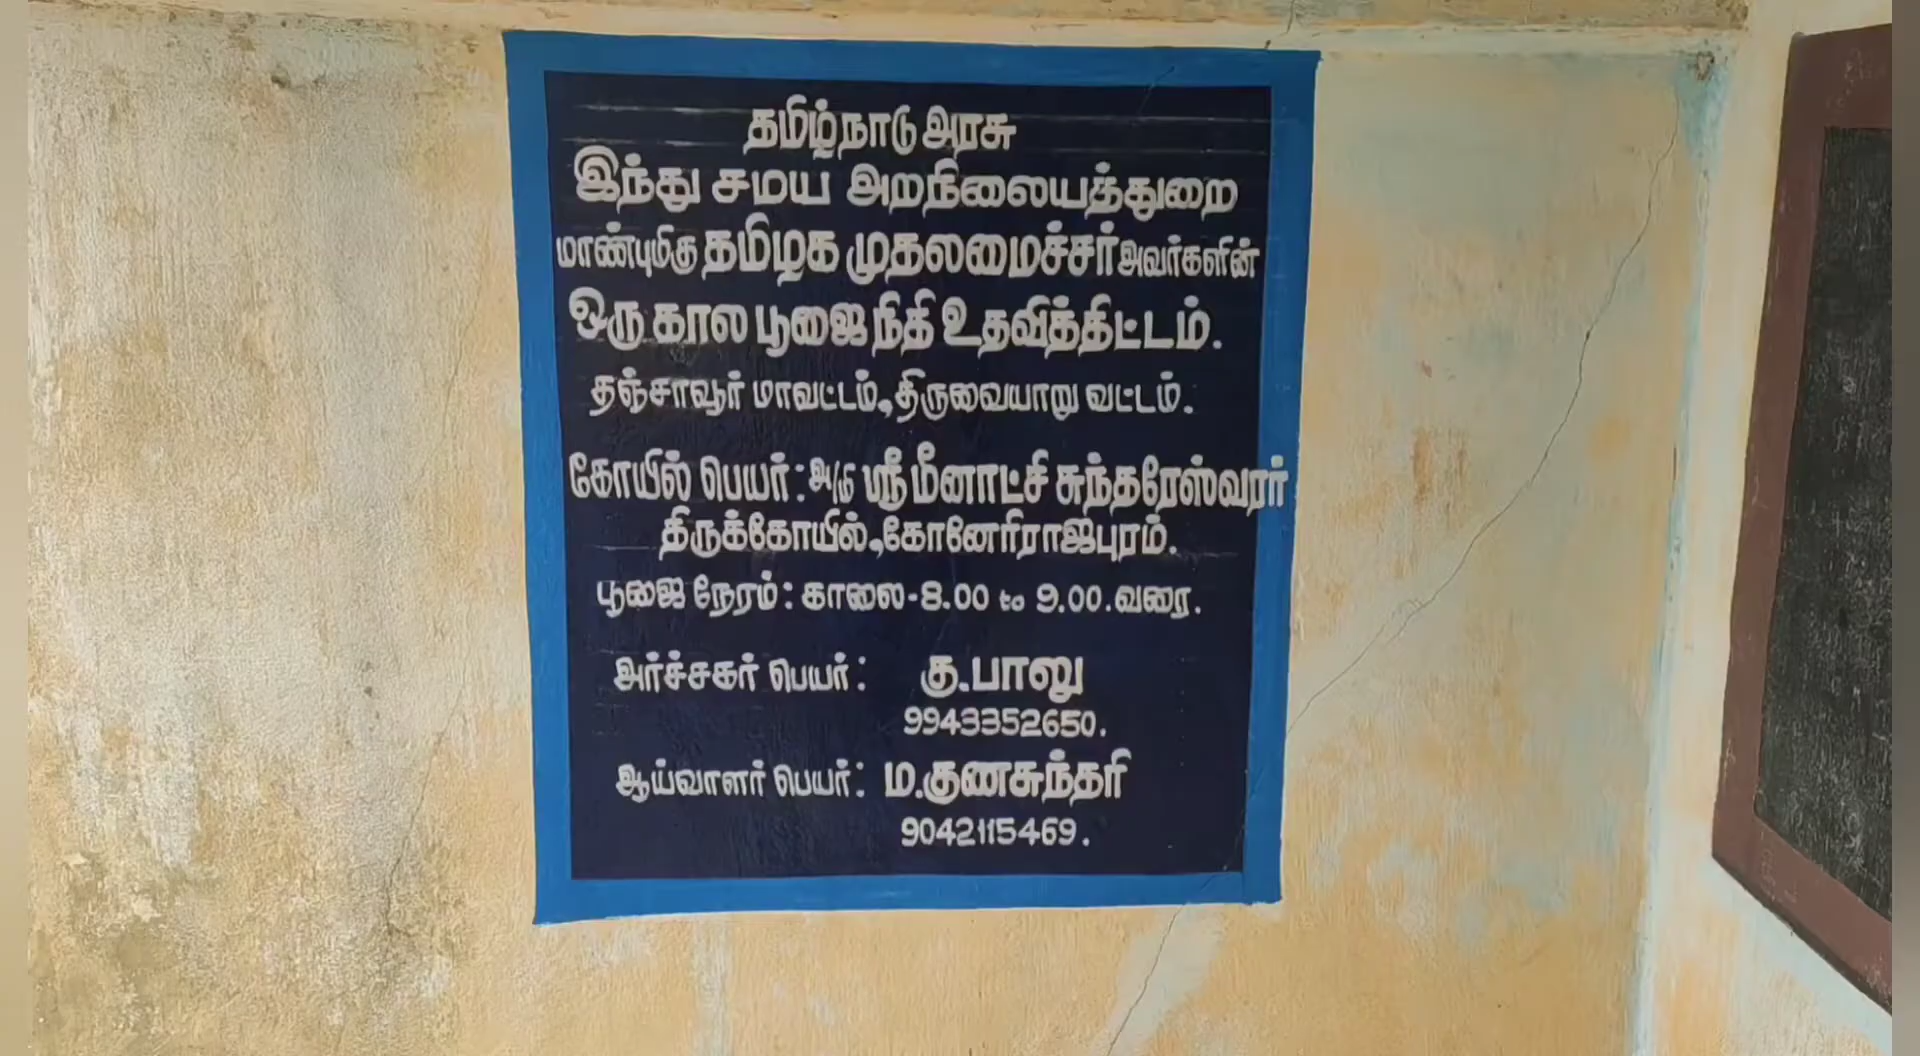 தமிழ்நாடு அரசு
இந்து சமய அறநிலையத்துறை
மாண்புமிகு தமிழக முதலமைச்சர் அவர்களின்
ஒரு கால பூஜை நிதி உதவித்திட்டம்.
தஞ்சாவூர் மாவட்டம்,திருவையாறு வட்டம்.
கோயில் பெயர்: அ/மி ஸ்ரீ மீனாட்சி சுந்தரேஸ்வரர்
திருக்கோயில்,கோனேரிராஜபுரம்.
பூஜை நேரம்: காலை-8.00 to 9.00.வரை.
அர்ச்சகர் பெயர்: கு.பாலு
9943352650.
ஆய்வாளர் பெயர்: ம.குணசுந்தரி
9042115469.